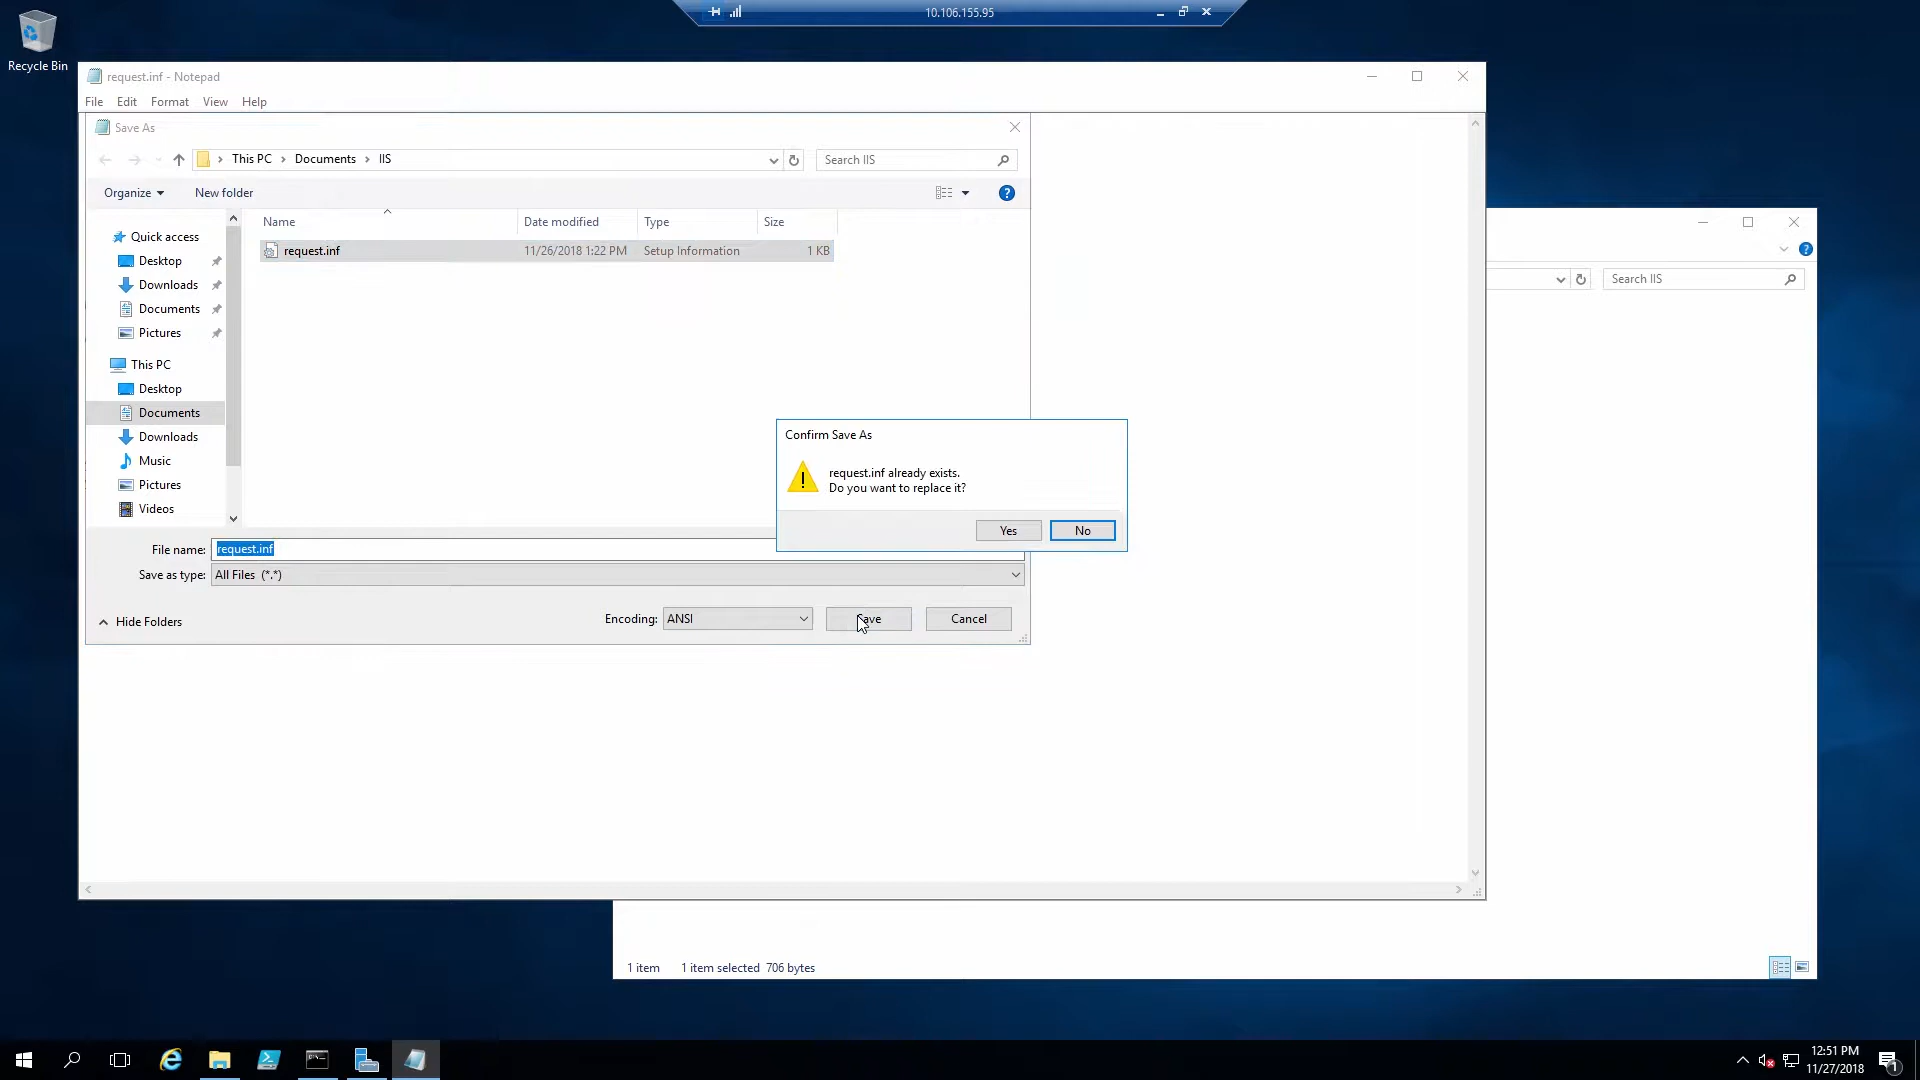 10.106.155.95
Recycle Bin
request.inf - Notepad
File Edit Format View Help
Save As
This PC Documents IIS
Search IIS
Organize New folder
Name Date modified Type Size
request.inf 11/26/2018 1:22 PM Setup Information 1 KB
Quick access
Desktop
Downloads
Documents
Pictures
This PC
Desktop
Documents
Downloads
Music
Pictures
Videos
Search IIS
Confirm Save As
request.inf already exists.
Do you want to replace it?
Yes No
File name: request.inf
Save as type: All Files (*.*)
Hide Folders
Encoding: ANSI
Save Cancel
1 item 1 item selected 706 bytes
12:51 PM
11/27/2018
1